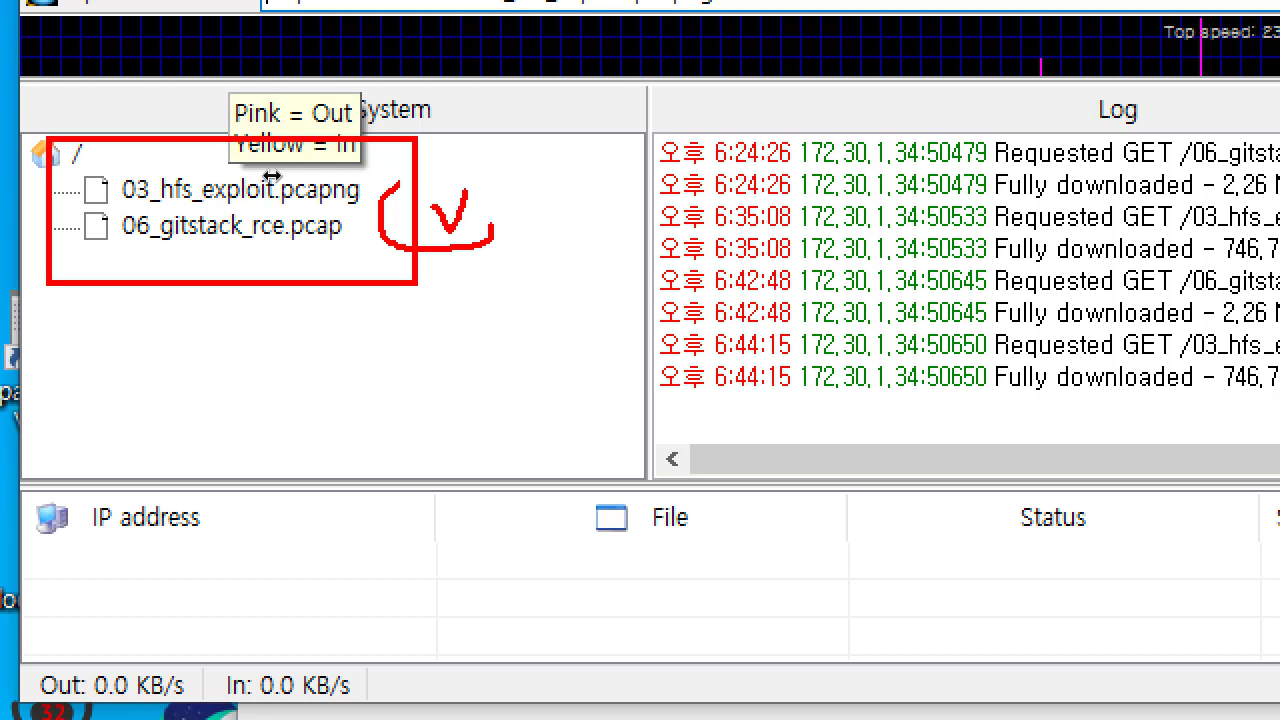 Top speed: 23
System
Pink = Out
Yellow = In
/
03_hfs_exploit.pcapng
06_gitstack_rce.pcap
V
Log
오후 6:24:26 172.30.1.34:50479 Requested GET /06_gitsta
오후 6:24:26 172.30.1.34:50479 Fully downloaded - 2.26 M
오후 6:35:08 172.30.1.34:50533 Requested GET /03_hfs_e
오후 6:35:08 172.30.1.34:50533 Fully downloaded - 746.7
오후 6:42:48 172.30.1.34:50645 Requested GET /06_gitsta
오후 6:42:48 172.30.1.34:50645 Fully downloaded - 2.26 M
오후 6:44:15 172.30.1.34:50650 Requested GET /03_hfs_e
오후 6:44:15 172.30.1.34:50650 Fully downloaded - 746.7
IP address File Status
Out: 0.0 KB/s In: 0.0 KB/s
32